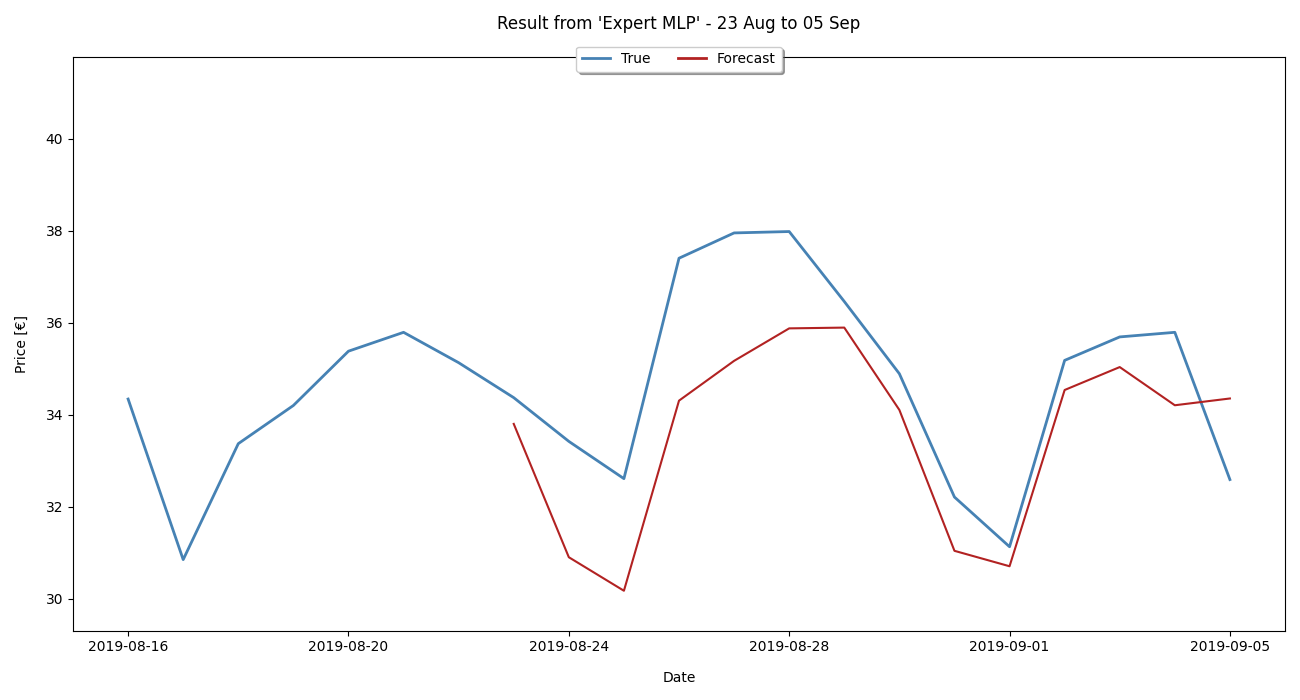 Result from 'Expert MLP' - 23 Aug to 05 Sep
True Forecast
40
38
36
34
32
30
Price [€]
2019-08-16 2019-08-20 2019-08-24 2019-08-28 2019-09-01 2019-09-05
Date